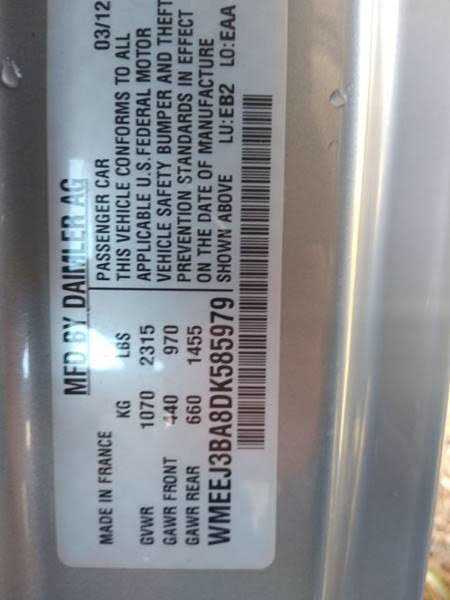 MFD BY DAIMLER AG
MADE IN FRANCE
03/12
KG LBS
GVWR 1070 2315
GAWR FRONT 440 970
GAWR REAR 660 1455
PASSENGER CAR
THIS VEHICLE CONFORMS TO ALL
APPLICABLE U.S.FEDERAL MOTOR
VEHICLE SAFETY BUMPER AND THEFT
PREVENTION STANDARDS IN EFFECT
ON THE DATE OF MANUFACTURE
SHOWN ABOVE LU:EB2 LO:EAA
WMEEJ3BA8DK585979